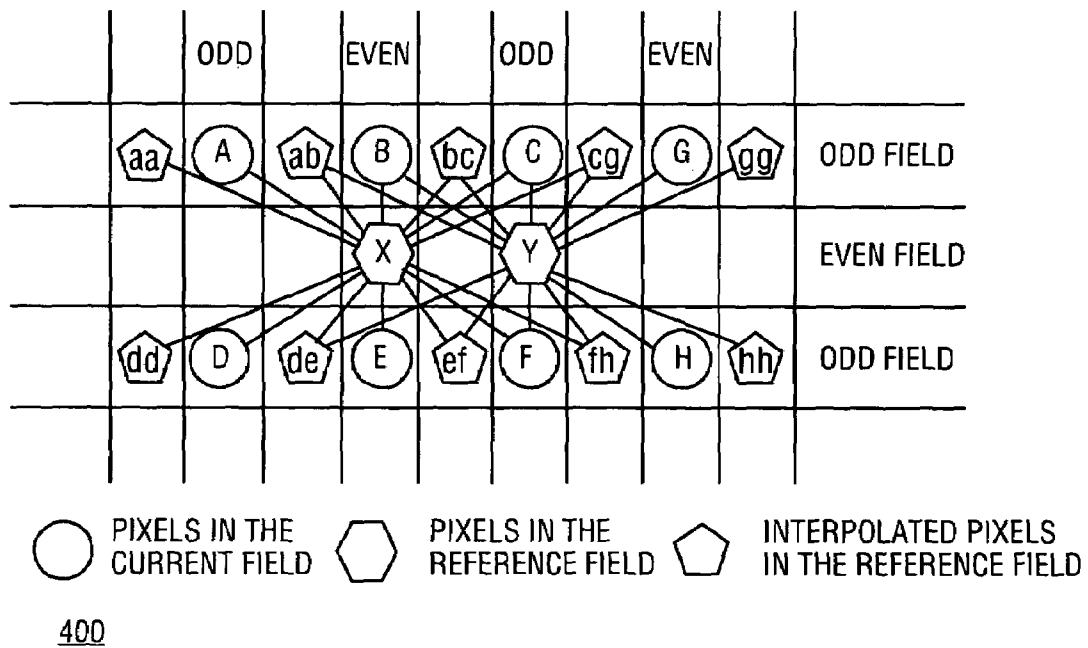 ODD EVEN ODD EVEN
aa A ab B bc C cg G gg ODD FIELD
X Y EVEN FIELD
dd D de E ef F fh H hh ODD FIELD
PIXELS IN THE CURRENT FIELD
PIXELS IN THE REFERENCE FIELD
INTERPOLATED PIXELS IN THE REFERENCE FIELD
400